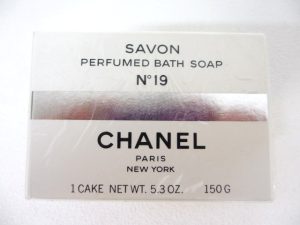 SAVON
PERFUMED BATH SOAP
N°19
CHANEL
PARIS
NEW YORK
1 CAKE NET WT. 5.3 OZ. 150 G